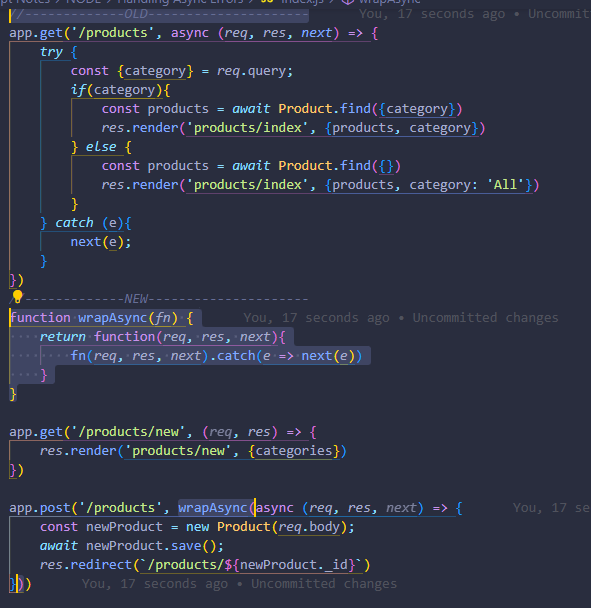 pt Notes > NODE > Handling Async Errors > JS index.js > wrapAsync
//-------------OLD---------------------- You, 17 seconds ago • Uncommitt
app.get('/products', async (req, res, next) => {
try {
const {category} = req.query;
if(category){
const products = await Product.find({category})
res.render('products/index', {products, category})
} else {
const products = await Product.find({})
res.render('products/index', {products, category: 'All'})
}
} catch (e){
next(e);
}
})
/-------------NEW---------------------
function wrapAsync(fn) { You, 17 seconds ago • Uncommitted changes
return function(req, res, next){
fn(req, res, next).catch(e => next(e))
}
}
app.get('/products/new', (req, res) => {
res.render('products/new', {categories})
})
app.post('/products', wrapAsync(async (req, res, next) => { You, 17 se
const newProduct = new Product(req.body);
await newProduct.save();
res.redirect(`/products/${newProduct._id}`)
})) You, 17 seconds ago • Uncommitted changes